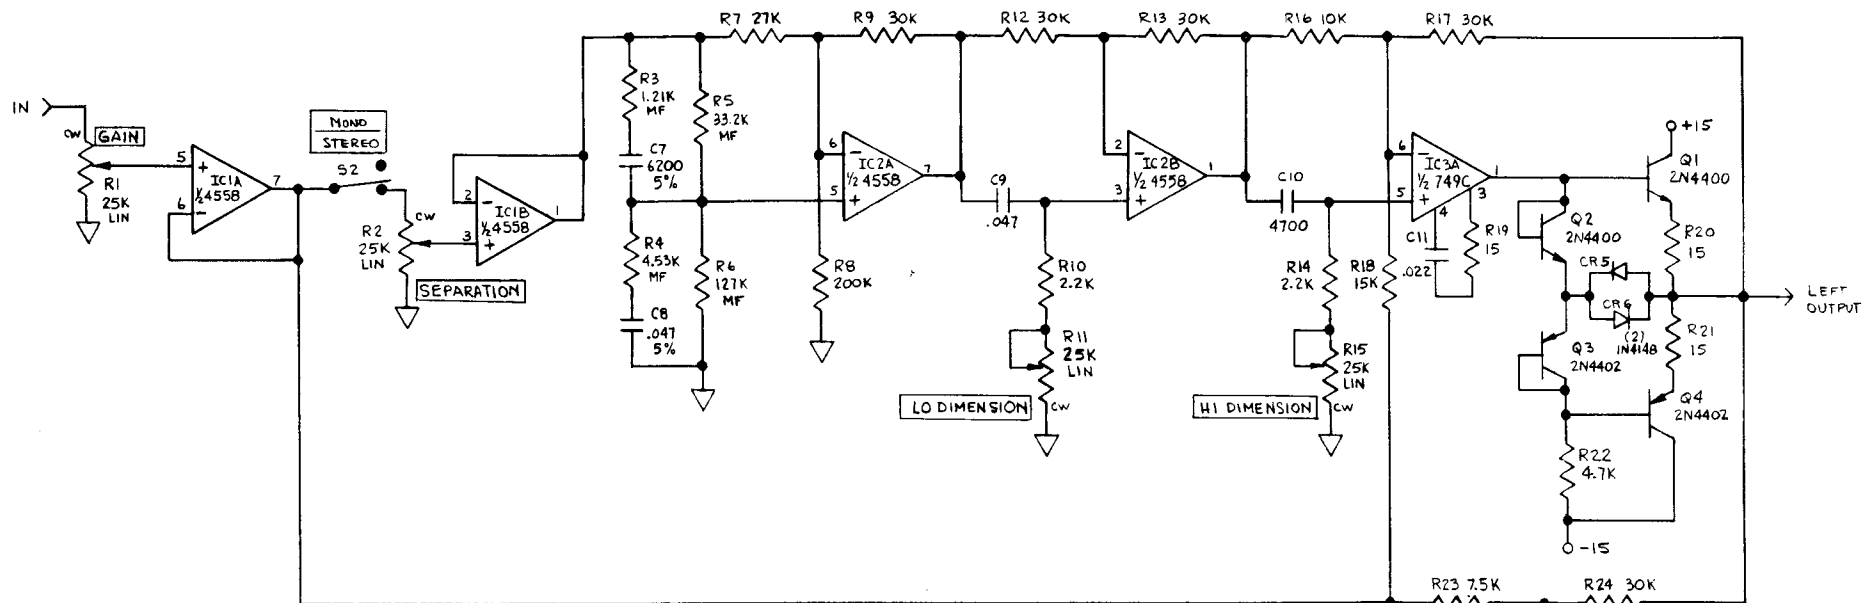 R7 27K
R9 30K
R12 30K
R13 30K
R16 10K
R17 30K
IN
CW
GAIN
R1
25K
LIN
5
+
IC1A
½ 4558
6
-
7
MONO
STEREO
S2
CW
R2
25K
LIN
SEPARATION
2
-
IC1B
½ 4558
3
+
1
R3
1.21K
MF
C7
6200
5%
R5
33.2K
MF
R4
4.53K
MF
C8
.047
5%
R6
127K
MF
6
-
IC2A
½ 4558
5
+
7
R8
200K
C9
.047
R10
2.2K
R11
25K
LIN
CW
LO DIMENSION
2
-
IC2B
½ 4558
3
+
1
C10
4700
R14
2.2K
R15
25K
LIN
CW
HI DIMENSION
R18
15K
6
-
IC3A
½ 749C
5
+
4
3
1
C11
.022
R19
15
+15
Q1
2N4400
Q2
2N4400
R20
15
CR5
CR6
(2)
1N4148
LEFT
OUTPUT
Q3
2N4402
R21
15
Q4
2N4402
R22
4.7K
-15
R23 7.5K
R24 30K